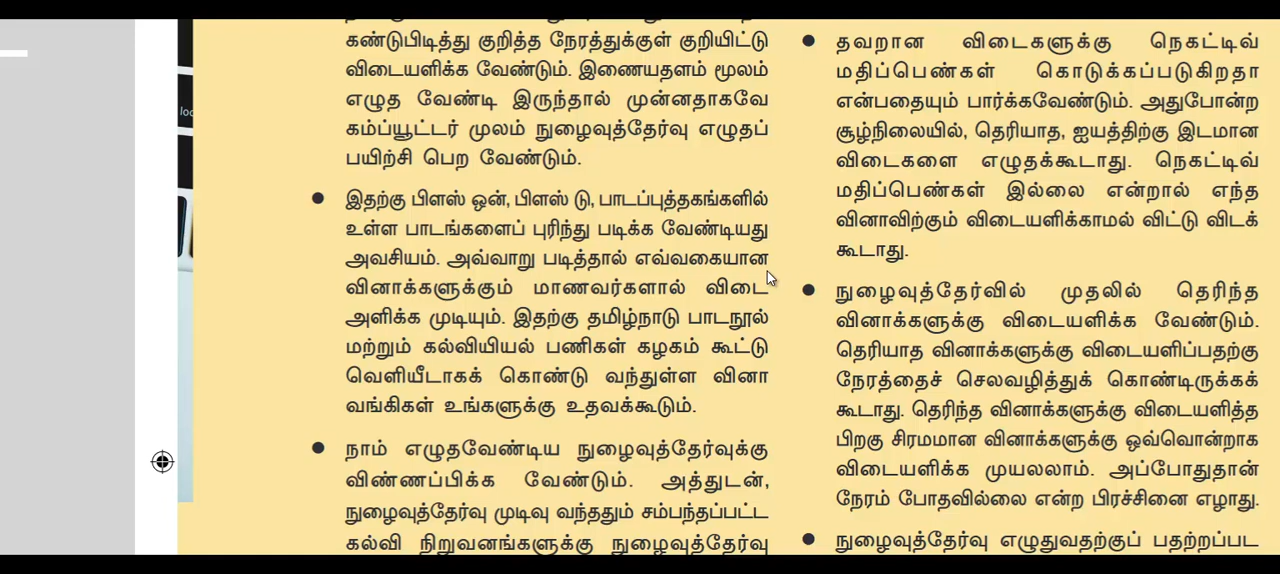 கண்டுபிடித்து குறித்த நேரத்துக்குள் குறியிட்டு
விடையளிக்க வேண்டும். இணையதளம் மூலம்
எழுத வேண்டி இருந்தால் முன்னதாகவே
கம்ப்யூட்டர் முலம் நுழைவுத்தேர்வு எழுதப்
பயிற்சி பெற வேண்டும்.
● இதற்கு பிளஸ் ஒன், பிளஸ் டு, பாடப்புத்தகங்களில்
உள்ள பாடங்களைப் புரிந்து படிக்க வேண்டியது
அவசியம். அவ்வாறு படித்தால் எவ்வகையான
வினாக்களுக்கும் மாணவர்களால் விடை
அளிக்க முடியும். இதற்கு தமிழ்நாடு பாடநூல்
மற்றும் கல்வியியல் பணிகள் கழகம் கூட்டு
வெளியீடாகக் கொண்டு வந்துள்ள வினா
வங்கிகள் உங்களுக்கு உதவக்கூடும்.
● நாம் எழுதவேண்டிய நுழைவுத்தேர்வுக்கு
விண்ணப்பிக்க வேண்டும். அத்துடன்,
நுழைவுத்தேர்வு முடிவு வந்ததும் சம்பந்தப்பட்ட
கல்வி நிறுவனங்களுக்கு நுழைவுத்தேர்வு
● தவறான விடைகளுக்கு நெகட்டிவ்
மதிப்பெண்கள் கொடுக்கப்படுகிறதா
என்பதையும் பார்க்கவேண்டும். அதுபோன்ற
சூழ்நிலையில், தெரியாத, ஐயத்திற்கு இடமான
விடைகளை எழுதக்கூடாது. நெகட்டிவ்
மதிப்பெண்கள் இல்லை என்றால் எந்த
வினாவிற்கும் விடையளிக்காமல் விட்டு விடக்
கூடாது.
● நுழைவுத்தேர்வில் முதலில் தெரிந்த
வினாக்களுக்கு விடையளிக்க வேண்டும்.
தெரியாத வினாக்களுக்கு விடையளிப்பதற்கு
நேரத்தைச் செலவழித்துக் கொண்டிருக்கக்
கூடாது. தெரிந்த வினாக்களுக்கு விடையளித்த
பிறகு சிரமமான வினாக்களுக்கு ஒவ்வொன்றாக
விடையளிக்க முயலலாம். அப்போதுதான்
நேரம் போதவில்லை என்ற பிரச்சினை எழாது.
● நுழைவுத்தேர்வு எழுதுவதற்குப் பதற்றப்பட